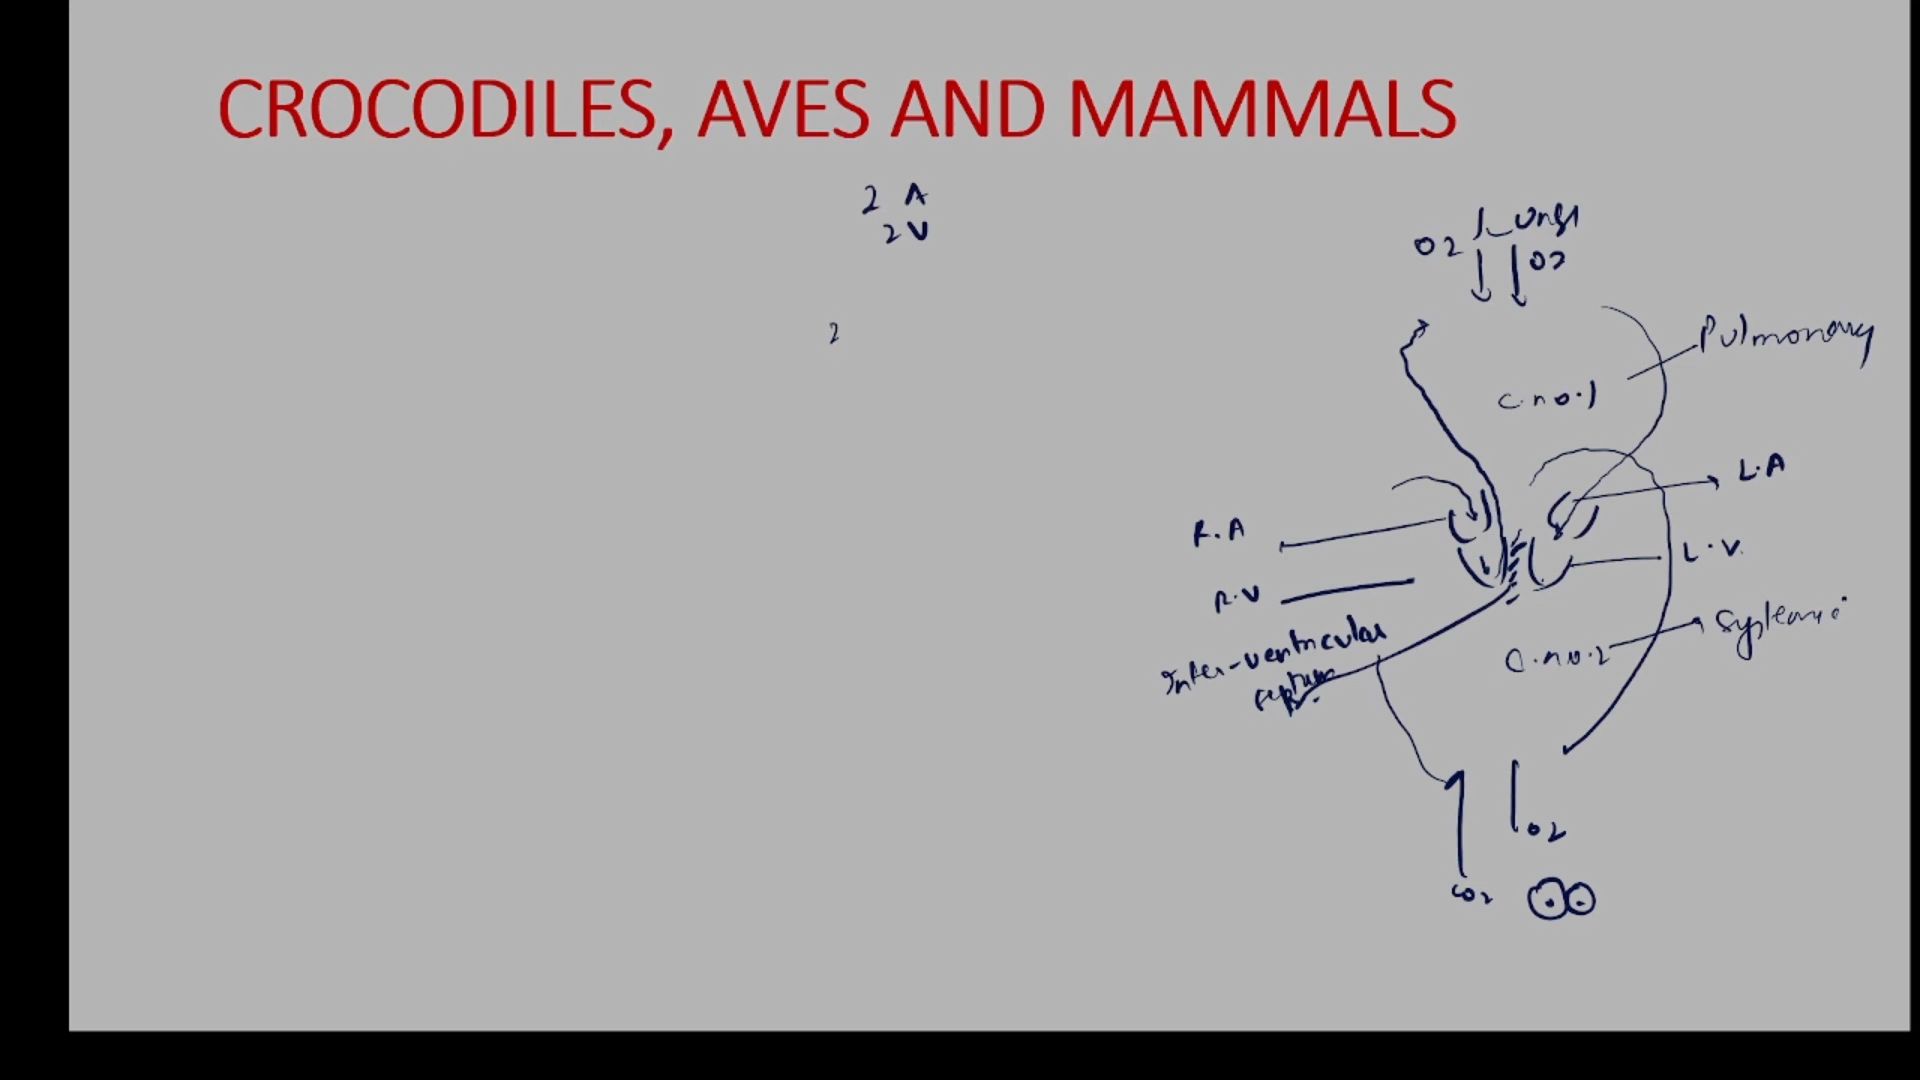 CROCODILES, AVES AND MAMMALS
2 A
2 V
2
Lungs
O2
O2
Pulmonary
C.no.1
L.A
R.A
L.V.
R.V
Inter-ventricular
septum
C.no.2
O2
CO2